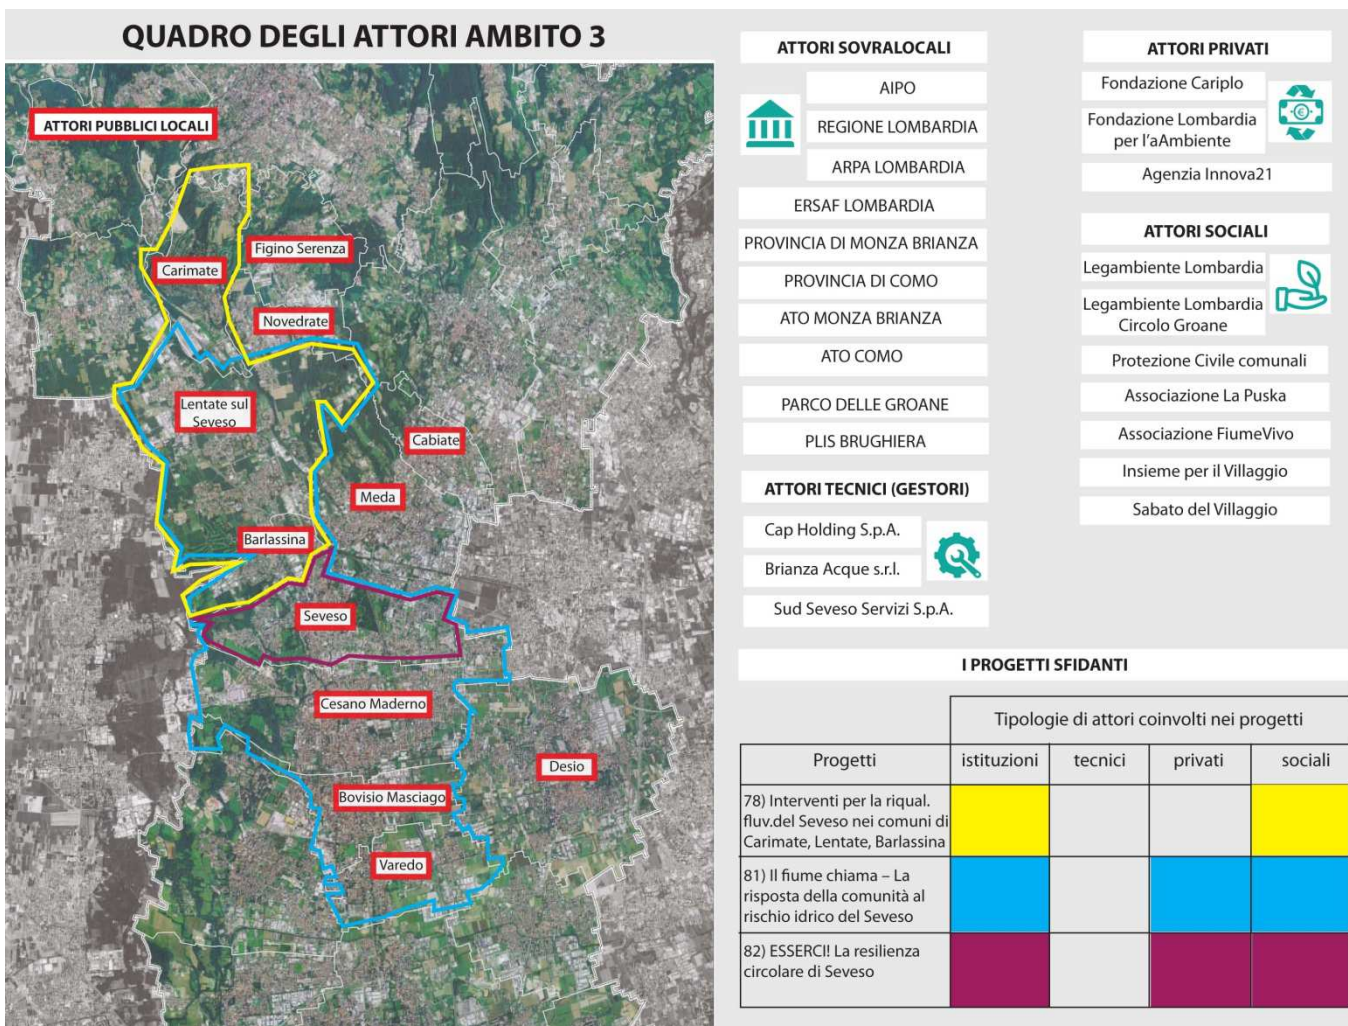 QUADRO DEGLI ATTORI AMBITO 3
ATTORI PUBBLICI LOCALI
Figino Serenza
Carimate
Novedrate
Lentate sul
Seveso
Cabiate
Meda
Barlassina
Seveso
Cesano Maderno
Desio
Bovisio Masciago
Varedo
ATTORI SOVRALOCALI
AIPO
REGIONE LOMBARDIA
ARPA LOMBARDIA
ERSAF LOMBARDIA
PROVINCIA DI MONZA BRIANZA
PROVINCIA DI COMO
ATO MONZA BRIANZA
ATO COMO
PARCO DELLE GROANE
PLIS BRUGHIERA
ATTORI TECNICI (GESTORI)
Cap Holding S.p.A.
Brianza Acque s.r.l.
Sud Seveso Servizi S.p.A.
ATTORI PRIVATI
Fondazione Cariplo
Fondazione Lombardia
per l'aAmbiente
€
Agenzia Innova21
ATTORI SOCIALI
Legambiente Lombardia
Legambiente Lombardia
Circolo Groane
Protezione Civile comunali
Associazione La Puska
Associazione FiumeVivo
Insieme per il Villaggio
Sabato del Villaggio
I PROGETTI SFIDANTI
Tipologie di attori coinvolti nei progetti
Progetti istituzioni tecnici privati sociali
78) Interventi per la riqual.
fluv.del Seveso nei comuni di
Carimate, Lentate, Barlassina
81) Il fiume chiama – La
risposta della comunità al
rischio idrico del Seveso
82) ESSERCI! La resilienza
circolare di Seveso